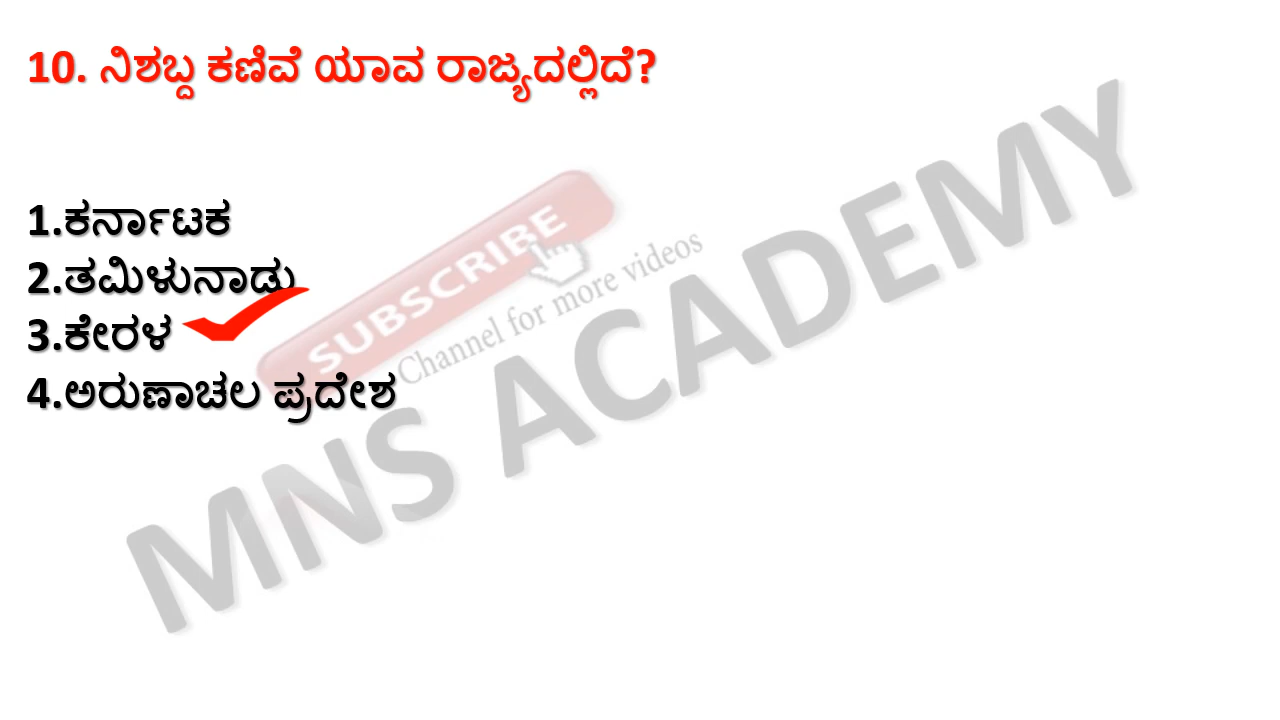 10. ನಿಶಬ್ದ ಕಣಿವೆ ಯಾವ ರಾಜ್ಯದಲ್ಲಿದೆ?
1.ಕರ್ನಾಟಕ
2.ತಮಿಳುನಾಡು
3.ಕೇರಳ
4.ಅರುಣಾಚಲ ಪ್ರದೇಶ
SUBSCRIBE
Channel for more videos
MNS ACADEMY